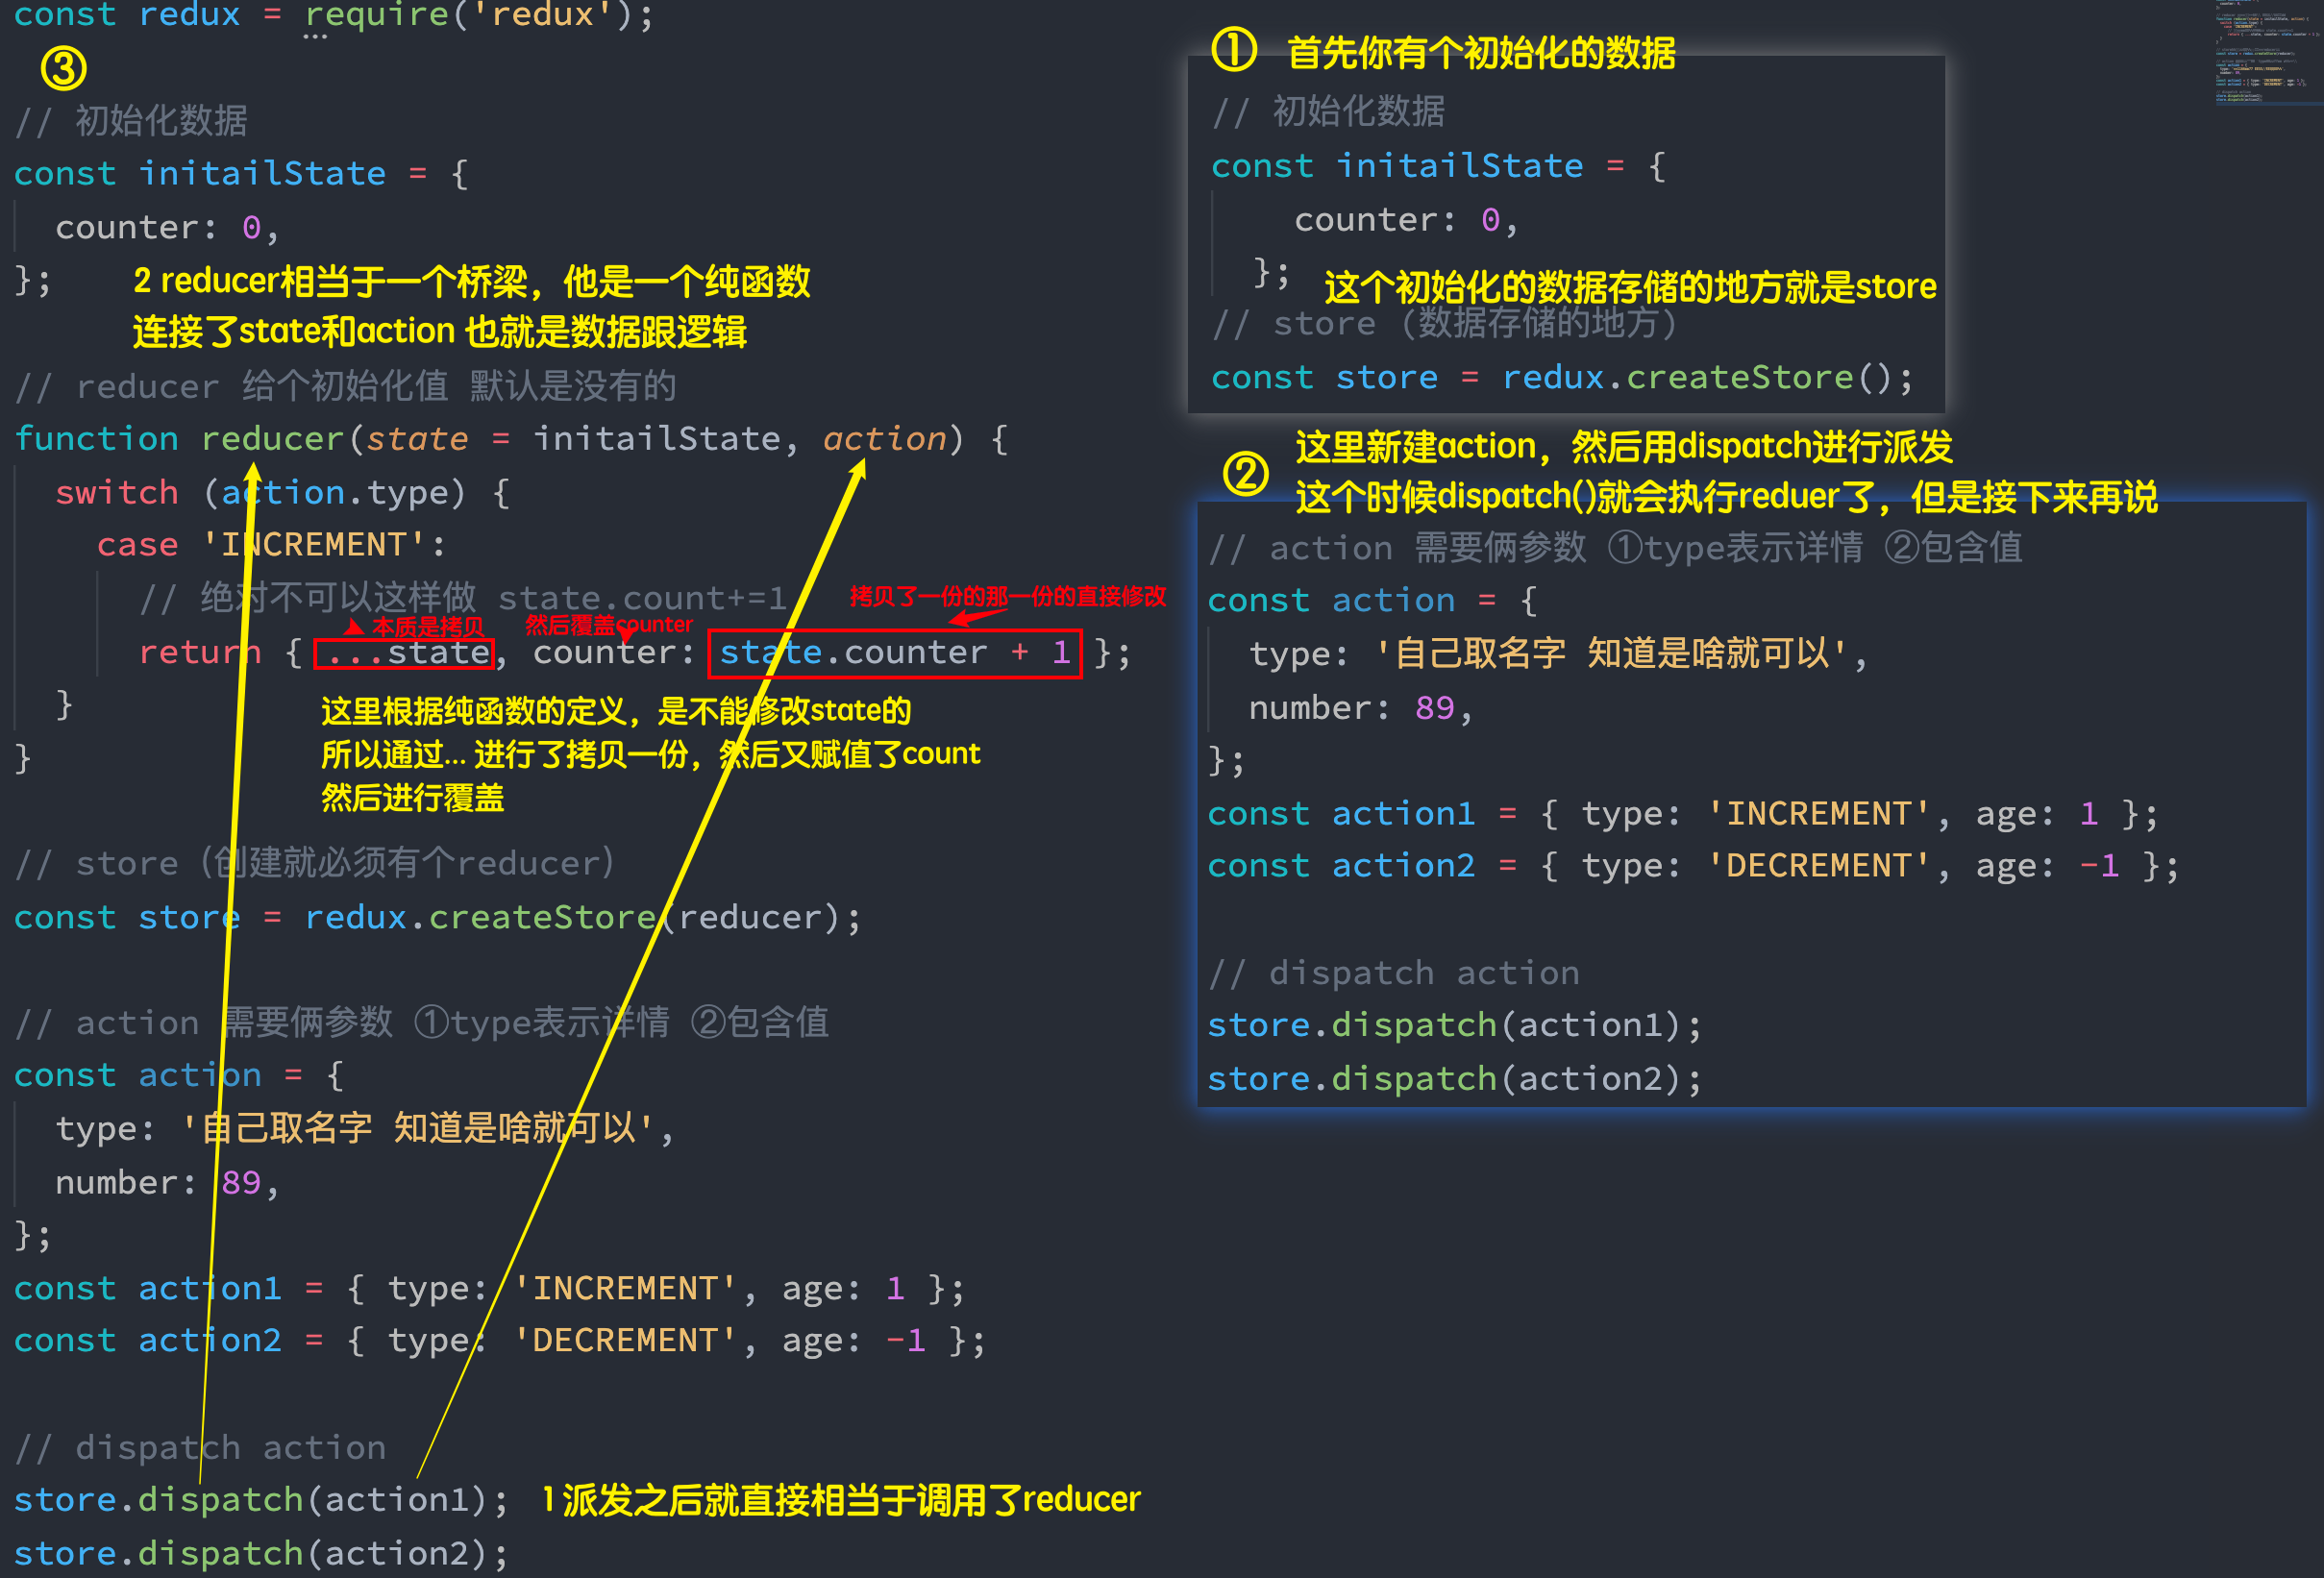 const redux = require('redux');
③
// 初始化数据
const initailState = {
counter: 0,
};
2 reducer相当于一个桥梁，他是一个纯函数
连接了state和action 也就是数据跟逻辑
// reducer 给个初始化值 默认是没有的
function reducer(state = initailState, action) {
switch (action.type) {
case 'INCREMENT':
// 绝对不可以这样做 state.count+=1
拷贝了一份的那一份的直接修改
本质是拷贝
然后覆盖counter
return { ...state, counter: state.counter + 1 };
}
这里根据纯函数的定义，是不能修改state的
所以通过... 进行了拷贝一份，然后又赋值了count
}
然后进行覆盖
// store（创建就必须有个reducer）
const store = redux.createStore(reducer);
// action 需要俩参数 ①type表示详情 ②包含值
const action = {
type: '自己取名字 知道是啥就可以',
number: 89,
};
const action1 = { type: 'INCREMENT', age: 1 };
const action2 = { type: 'DECREMENT', age: -1 };
// dispatch action
store.dispatch(action1);
1派发之后就直接相当于调用了reducer
store.dispatch(action2);
① 首先你有个初始化的数据
// 初始化数据
const initailState = {
counter: 0,
};
这个初始化的数据存储的地方就是store
// store（数据存储的地方）
const store = redux.createStore();
② 这里新建action，然后用dispatch进行派发
这个时候dispatch()就会执行reduer了，但是接下来再说
// action 需要俩参数 ①type表示详情 ②包含值
const action = {
type: '自己取名字 知道是啥就可以',
number: 89,
};
const action1 = { type: 'INCREMENT', age: 1 };
const action2 = { type: 'DECREMENT', age: -1 };
// dispatch action
store.dispatch(action1);
store.dispatch(action2);